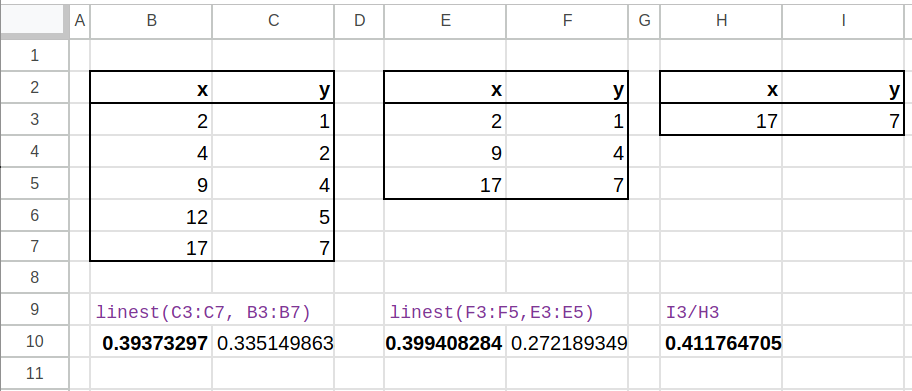 A B C D E F G H I
1
2 x y x y x y
3 2 1 2 1 17 7
4 4 2 9 4
5 9 4 17 7
6 12 5
7 17 7
8
9 linest(C3:C7, B3:B7) linest(F3:F5,E3:E5) I3/H3
10 0.39373297 0.335149863 0.399408284 0.272189349 0.411764705
11